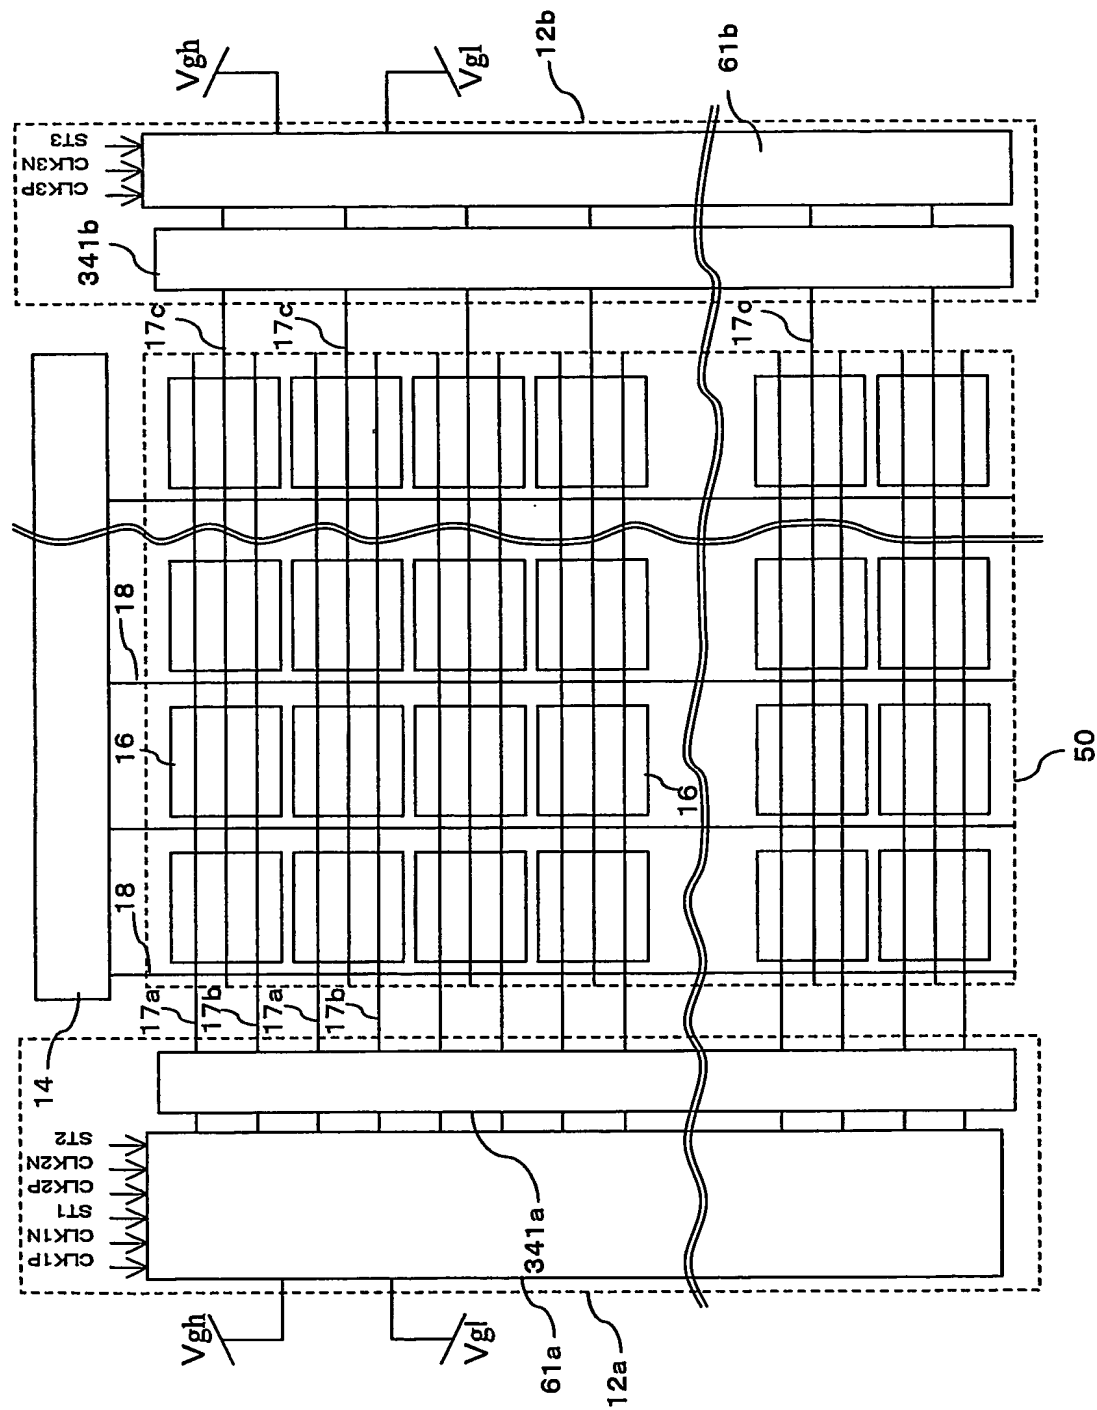 Vgh
Vgl
12b
61b
ST3
CLK3N
CLK3P
341b
17c
17c
17c
18
16
16
50
18
17a
17b
17a
17b
14
ST2
CLK2N
CLK2P
ST1
CLK1N
CLK1P
341a
Vgh
Vgl
61a
12a